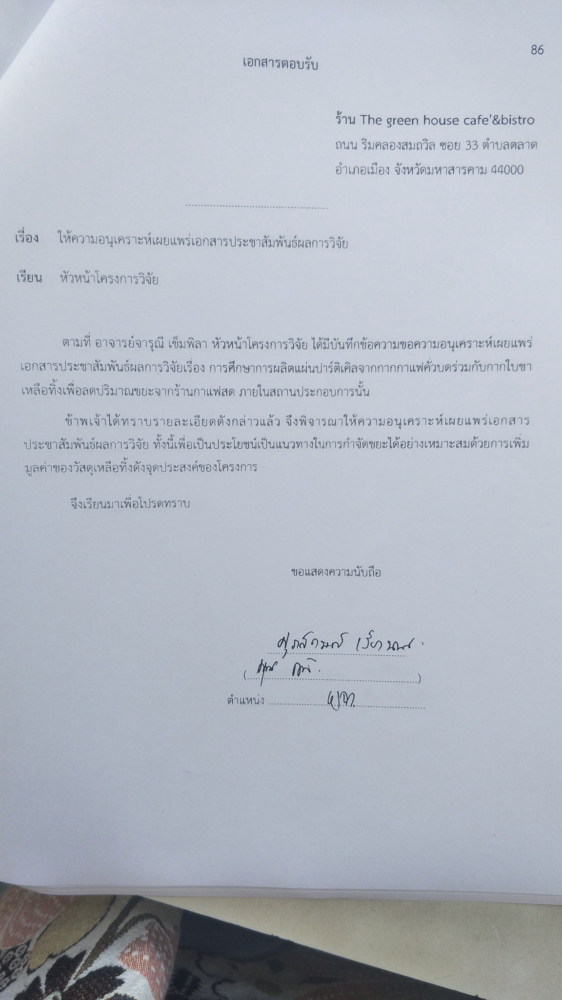 86
เอกสารตอบรับ
ร้าน The green house cafe'&bistro
ถนน ริมคลองสมถวิล ซอย 33 ตำบลตลาด
อำเภอเมือง จังหวัดมหาสารคาม 44000
เรื่อง ให้ความอนุเคราะห์เผยแพร่เอกสารประชาสัมพันธ์ผลการวิจัย
เรียน หัวหน้าโครงการวิจัย
ตามที่ อาจารย์จารุณี เข็มพิลา หัวหน้าโครงการวิจัย ได้มีบันทึกข้อความขอความอนุเคราะห์เผยแพร่
เอกสารประชาสัมพันธ์ผลการวิจัยเรื่อง การศึกษาการผลิตแผ่นปาร์ติเคิลจากกากกาแฟคั่วบดร่วมกับกากใบชา
เหลือทิ้งเพื่อลดปริมาณขยะจากร้านกาแฟสด ภายในสถานประกอบการนั้น
ข้าพเจ้าได้ทราบรายละเอียดดังกล่าวแล้ว จึงพิจารณาให้ความอนุเคราะห์เผยแพร่เอกสาร
ประชาสัมพันธ์ผลการวิจัย ทั้งนี้เพื่อเป็นประโยชน์เป็นแนวทางในการกำจัดขยะได้อย่างเหมาะสมด้วยการเพิ่ม
มูลค่าของวัสดุเหลือทิ้งดังจุดประสงค์ของโครงการ
จึงเรียนมาเพื่อโปรดทราบ
ขอแสดงความนับถือ
ตำแหน่ง